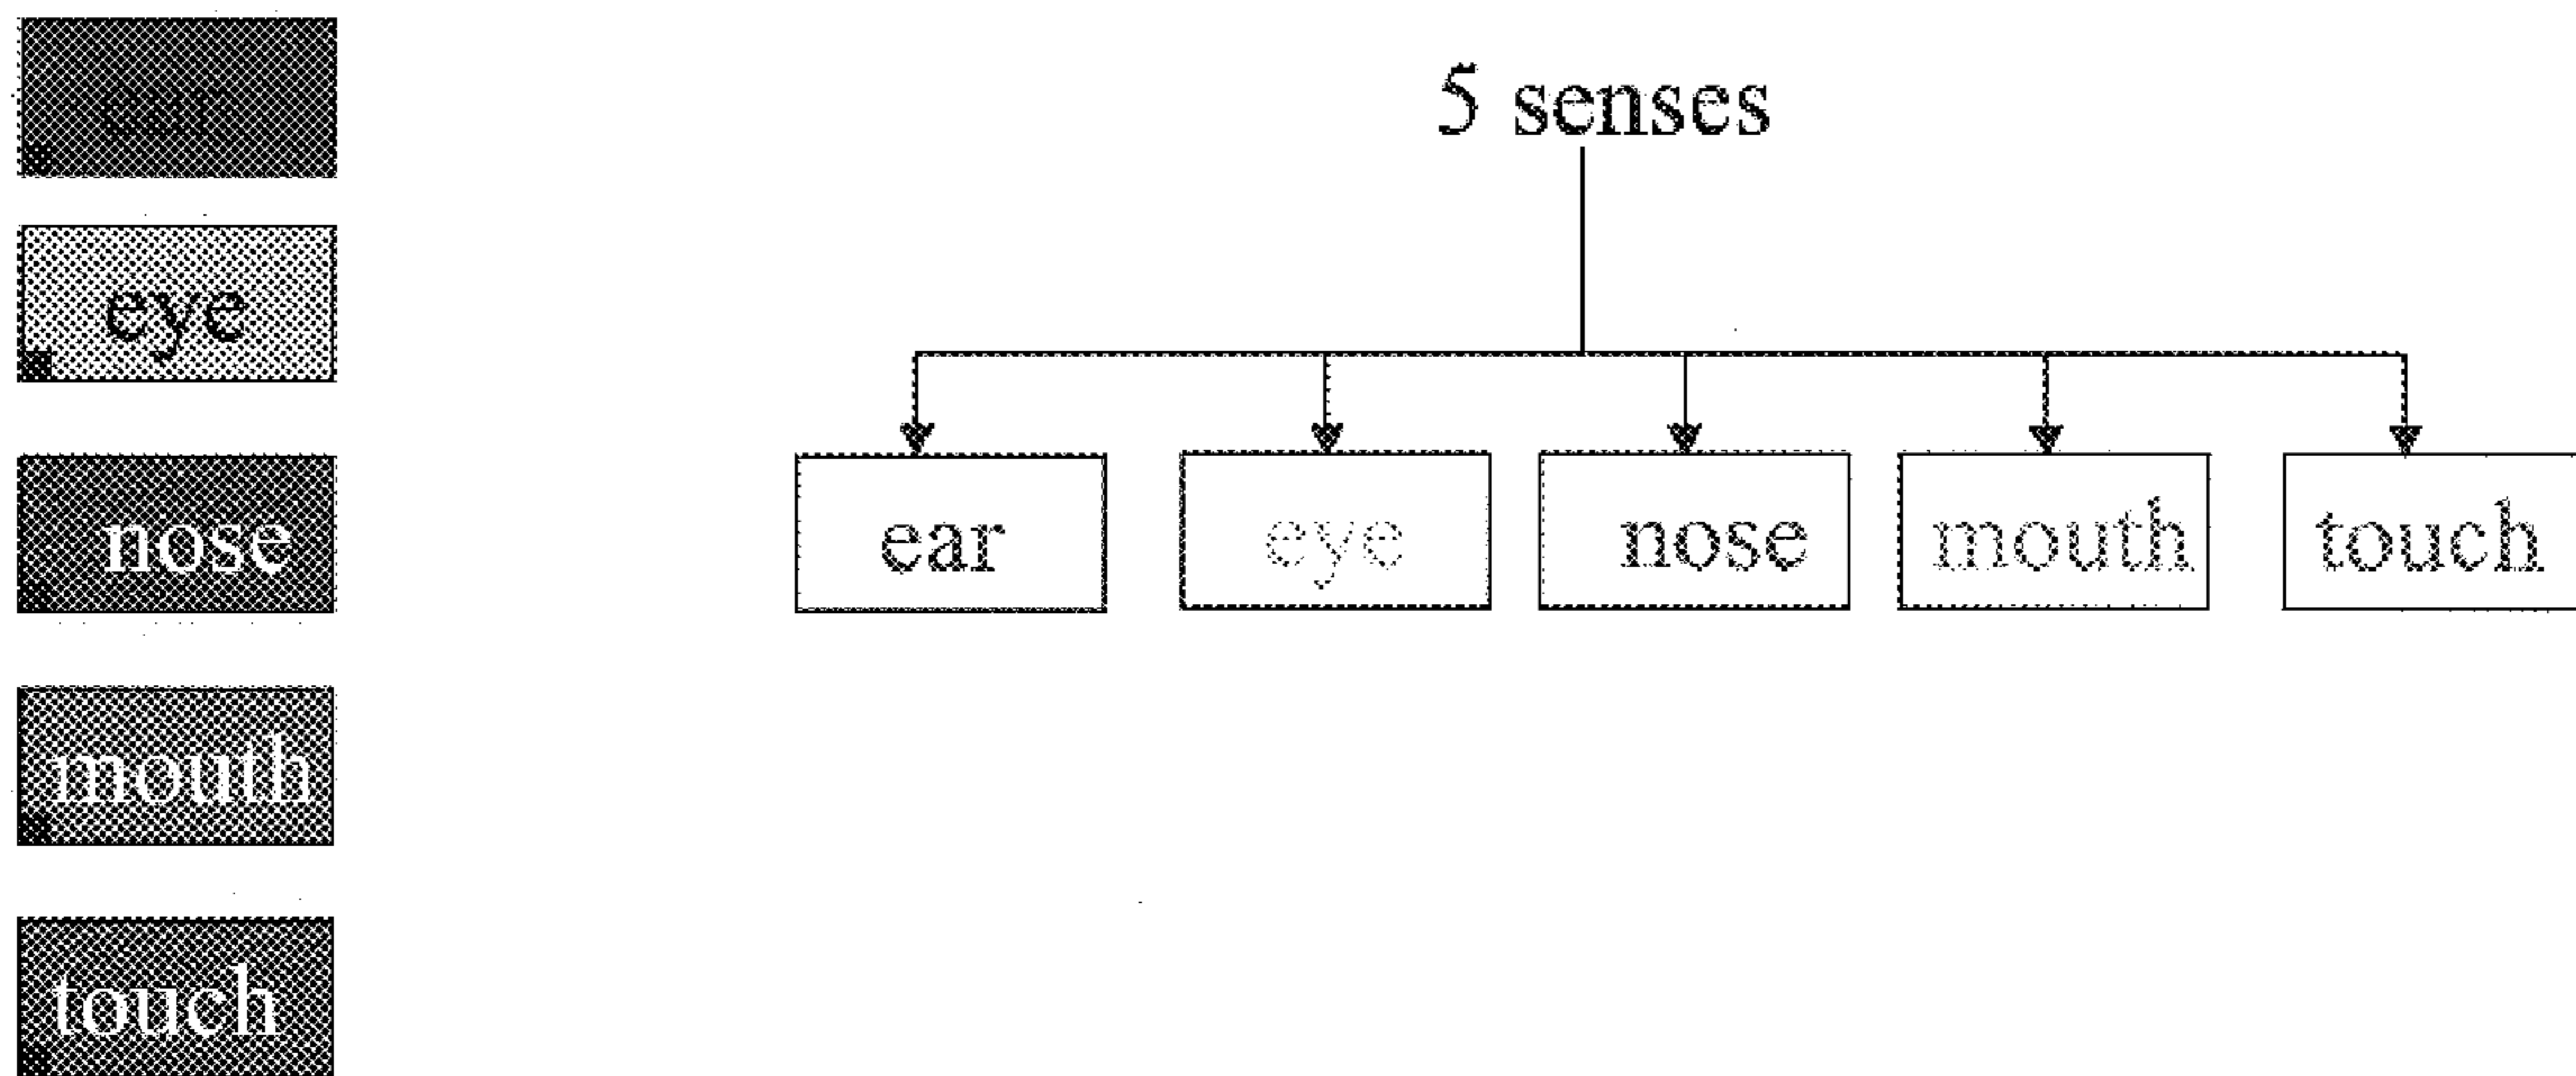 ear
eye
nose
mouth
touch
5 senses
ear eye nose mouth touch